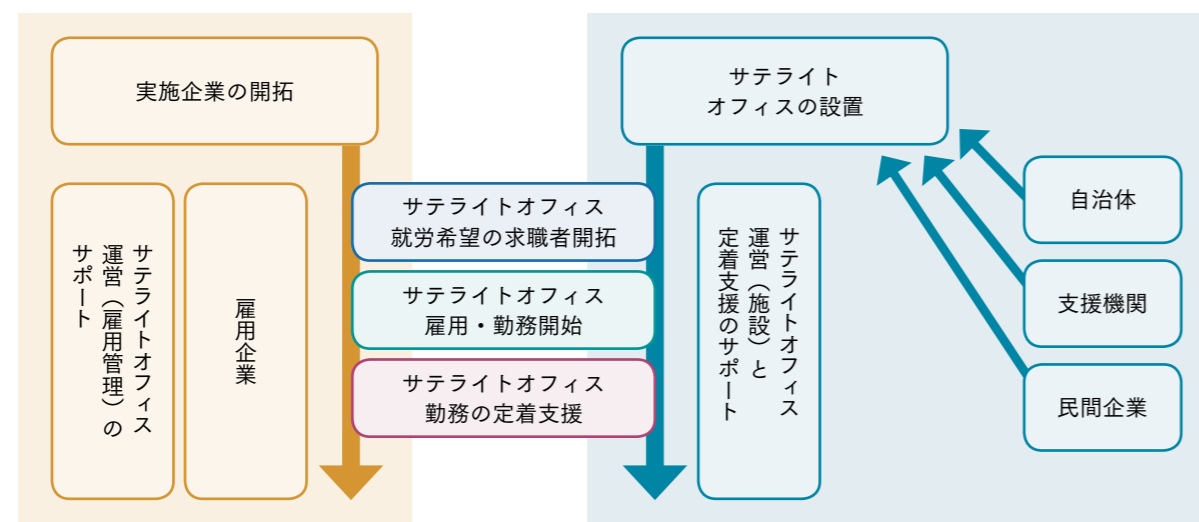 実施企業の開拓
サテライトオフィス
運営（雇用管理）の
サポート
雇用企業
サテライトオフィス
就労希望の求職者開拓
サテライトオフィス
雇用・勤務開始
サテライトオフィス
勤務の定着支援
サテライト
オフィスの設置
サテライトオフィス
運営（施設）と
定着支援のサポート
自治体
支援機関
民間企業